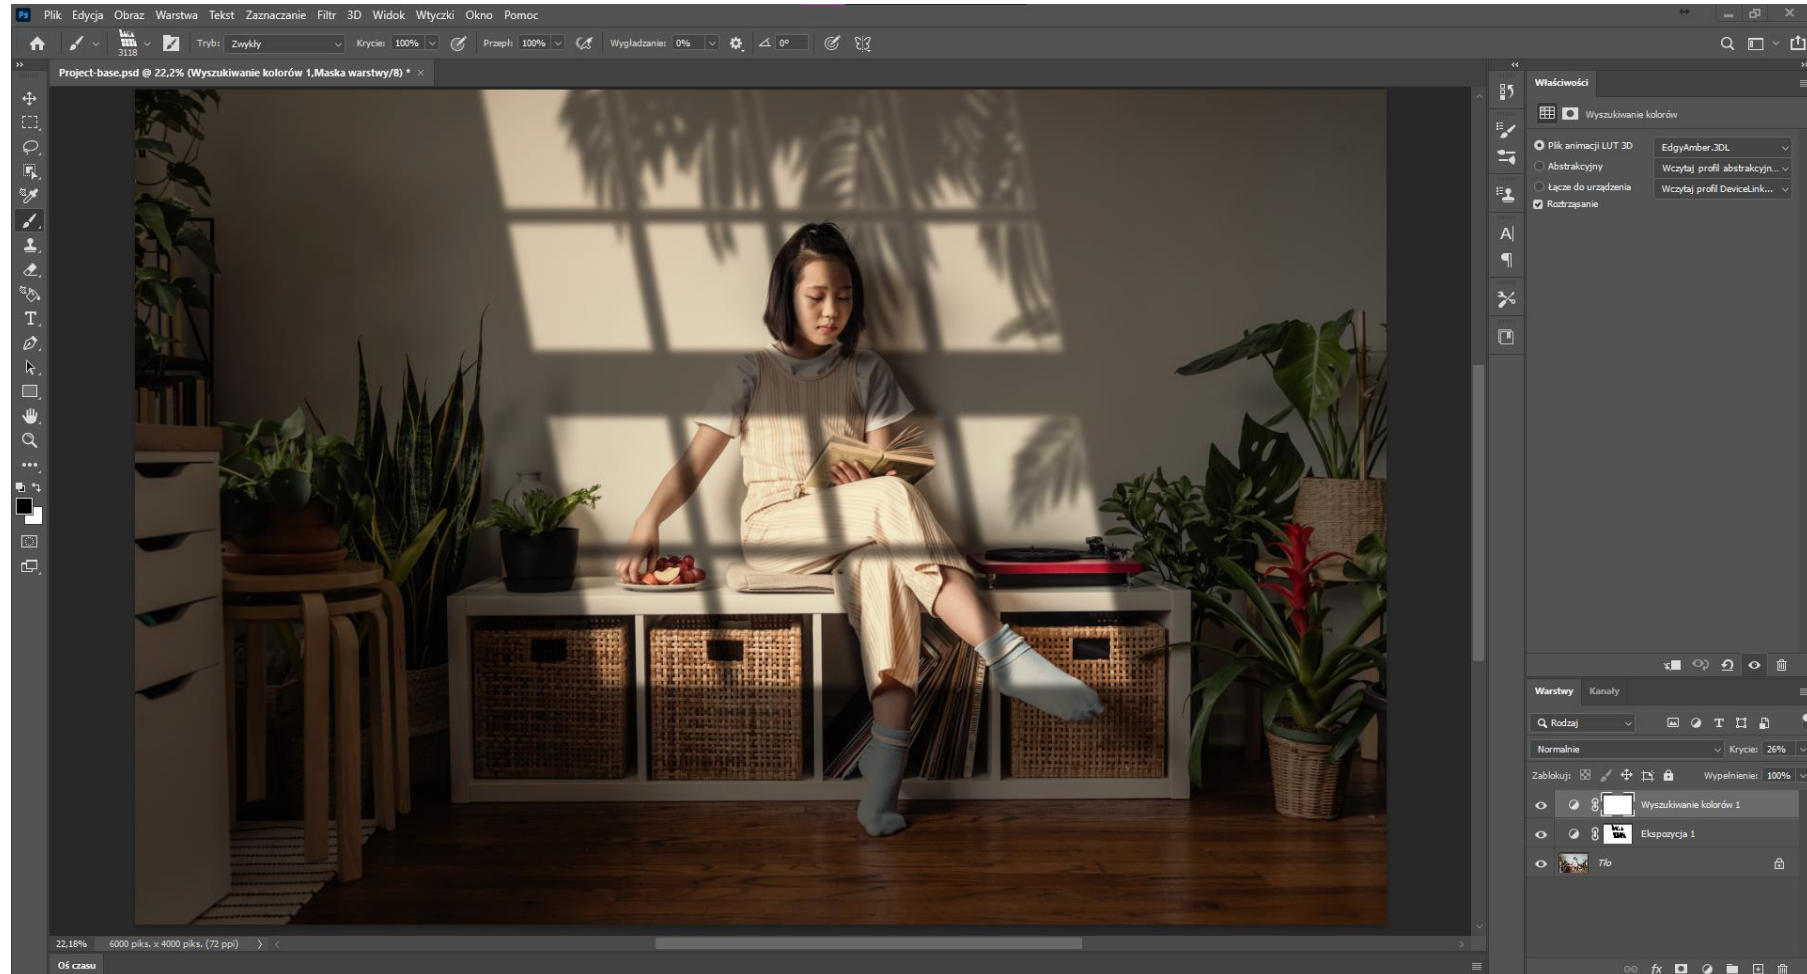 Ps Plik Edycja Obraz Warstwa Tekst Zaznaczanie Filtr 3D Widok Wtyczki Okno Pomoc
3118 Tryb: Zwykły Krycie: 100% Przepł: 100% Wygładzanie: 0% 0°
Project-base.psd @ 22,2% (Wyszukiwanie kolorów 1,Maska warstwy/8) * ×
Właściwości
Wyszukiwanie kolorów
Plik animacji LUT 3D EdgyAmber.3DL
Abstrakcyjny Wczytaj profil abstrakcyjn...
Łącze do urządzenia Wczytaj profil DeviceLink...
Roztrząsanie
Warstwy Kanały
Rodzaj
Normalnie Krycie: 26%
Zablokuj: Wypełnienie: 100%
Wyszukiwanie kolorów 1
Ekspozycja 1
Tło
22,18% 6000 piks. x 4000 piks. (72 ppi)
Oś czasu